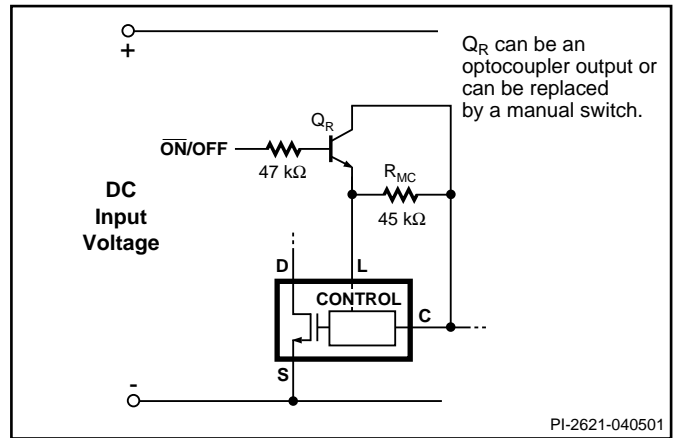 +
Q_R can be an
optocoupler output or
can be replaced
by a manual switch.
Q_R
O̅N̅/OFF
47 kΩ
R_MC
45 kΩ
DC
Input
Voltage
D
L
CONTROL
C
S
-
PI-2621-040501